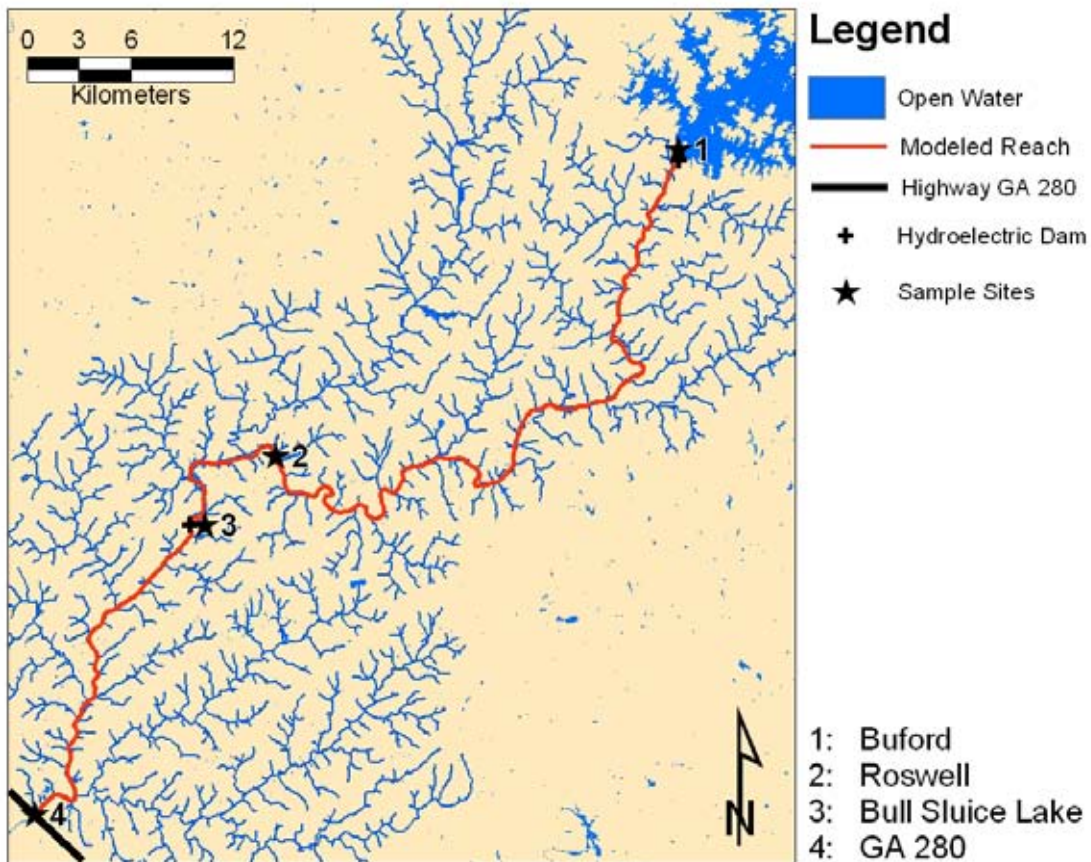 0 3 6 12
Kilometers
1
2
3
4
N
Legend
Open Water
Modeled Reach
Highway GA 280
Hydroelectric Dam
Sample Sites
1: Buford
2: Roswell
3: Bull Sluice Lake
4: GA 280